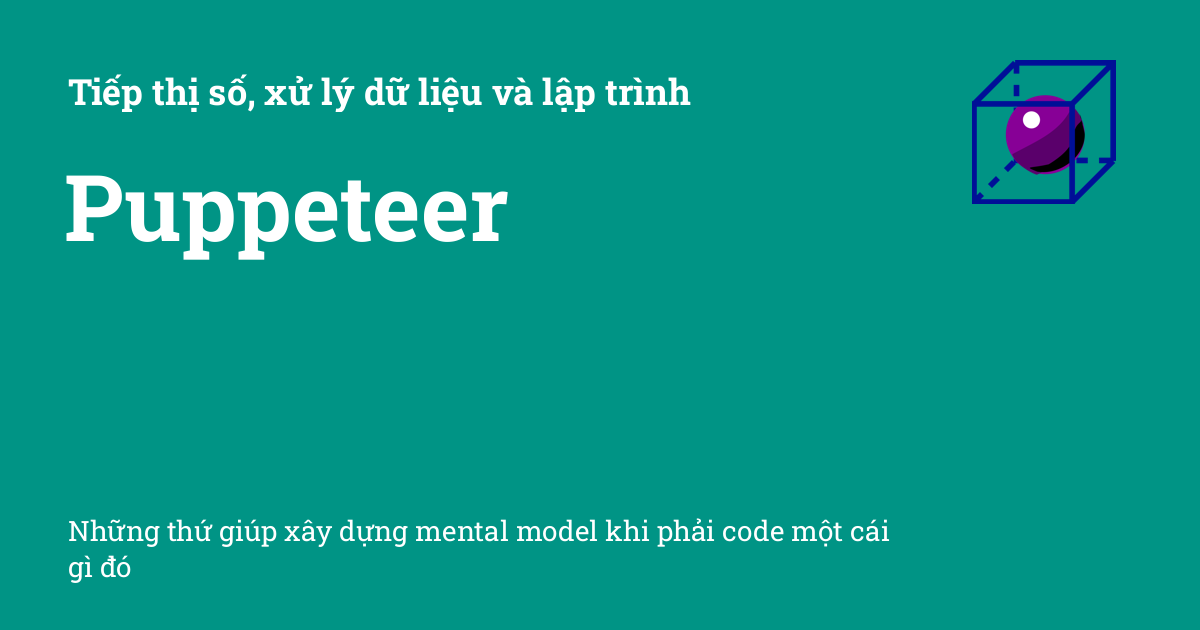 Tiếp thị số, xử lý dữ liệu và lập trình
Puppeteer
Những thứ giúp xây dựng mental model khi phải code một cái
gì đó